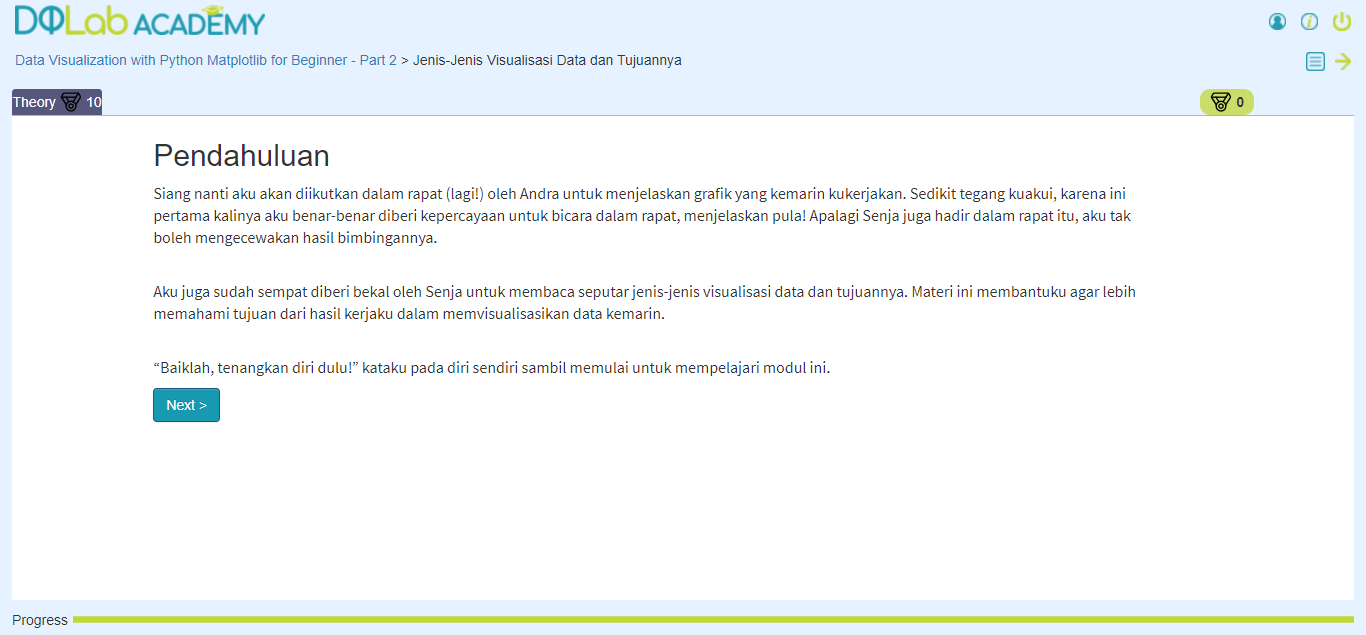 DQLab ACADEMY
Data Visualization with Python Matplotlib for Beginner - Part 2 > Jenis-Jenis Visualisasi Data dan Tujuannya
Theory 10
0
Pendahuluan
Siang nanti aku akan diikutkan dalam rapat (lagi!) oleh Andra untuk menjelaskan grafik yang kemarin kukerjakan. Sedikit tegang kuakui, karena ini
pertama kalinya aku benar-benar diberi kepercayaan untuk bicara dalam rapat, menjelaskan pula! Apalagi Senja juga hadir dalam rapat itu, aku tak
boleh mengecewakan hasil bimbingannya.
Aku juga sudah sempat diberi bekal oleh Senja untuk membaca seputar jenis-jenis visualisasi data dan tujuannya. Materi ini membantuku agar lebih
memahami tujuan dari hasil kerjaku dalam memvisualisasikan data kemarin.
“Baiklah, tenangkan diri dulu!” kataku pada diri sendiri sambil memulai untuk mempelajari modul ini.
Next >
Progress